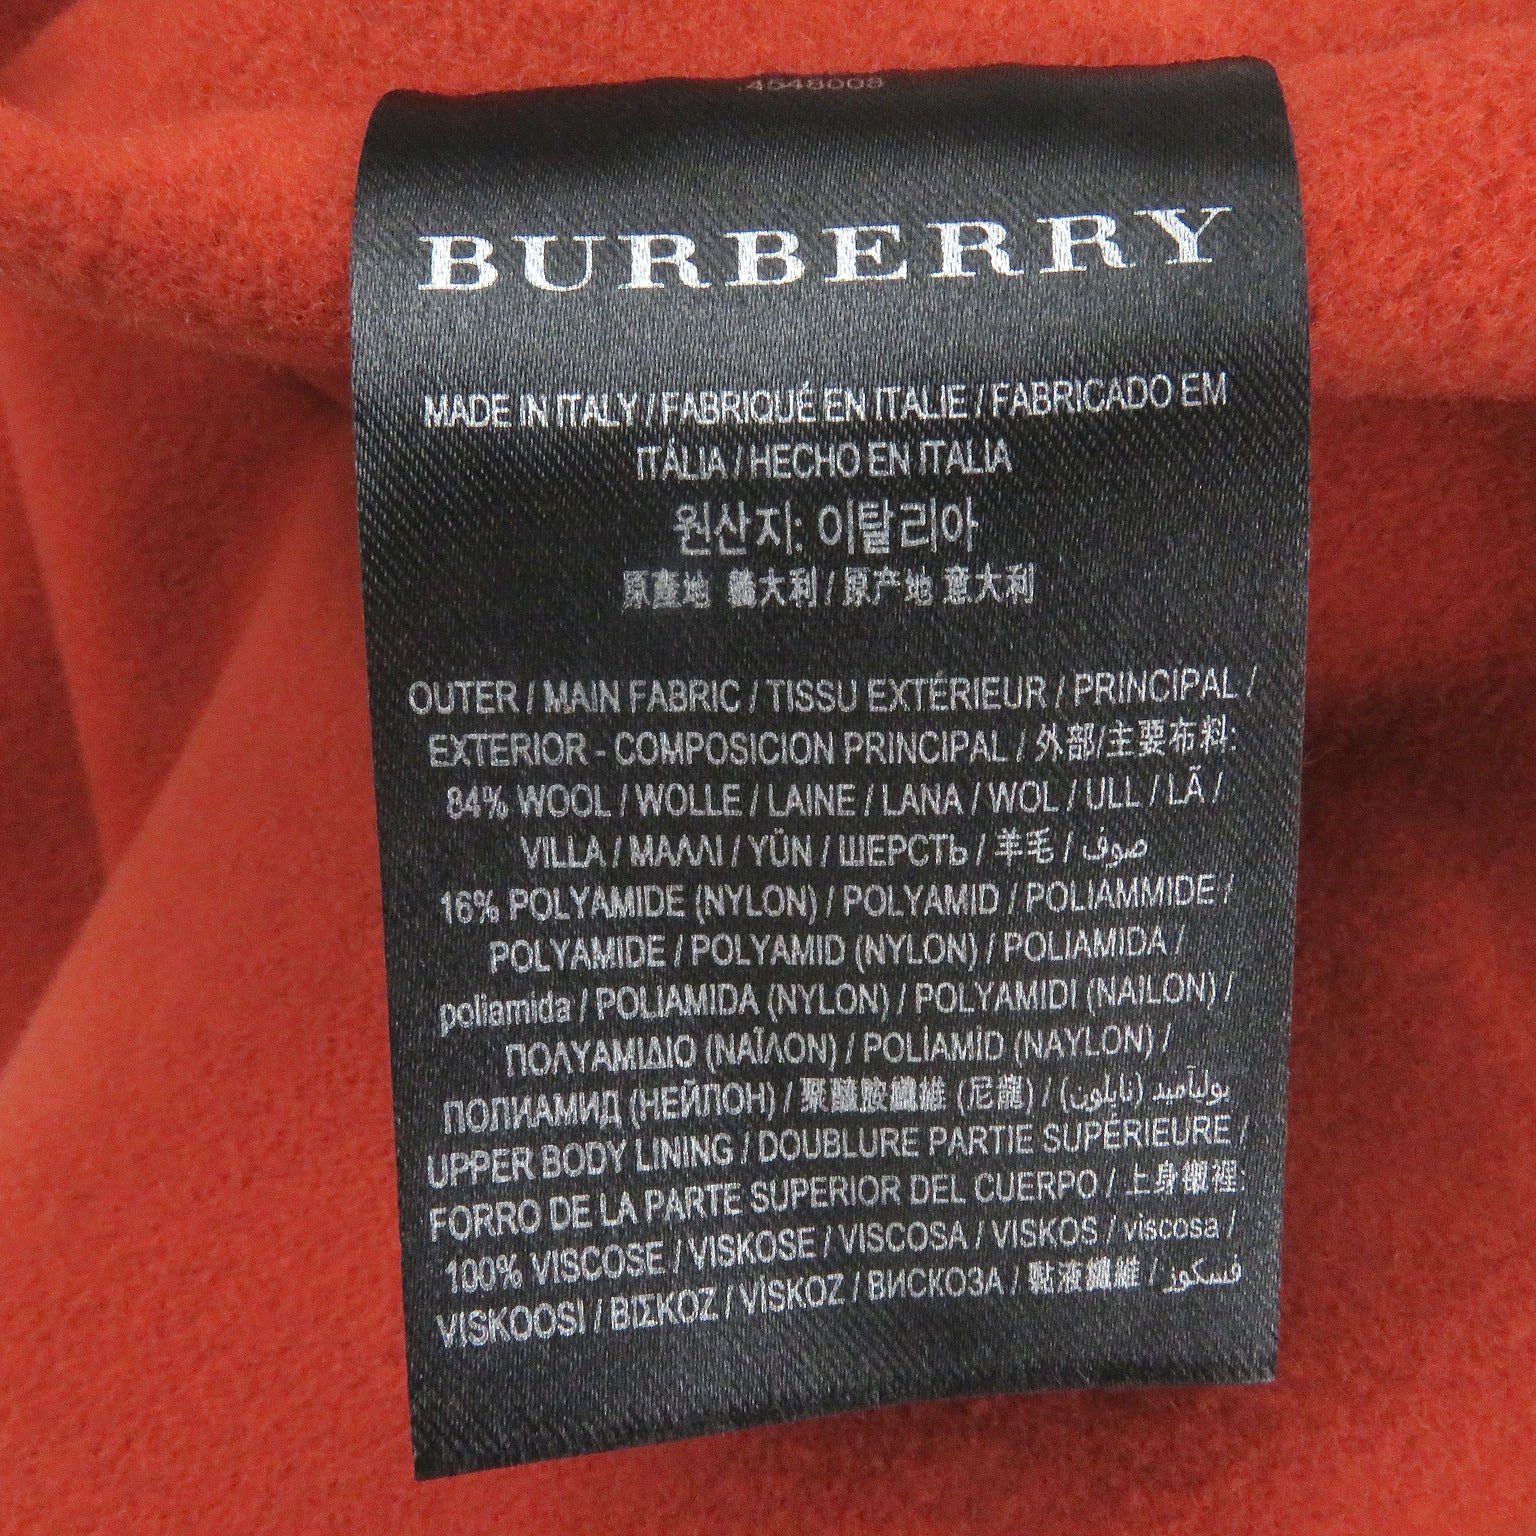 4548009
BURBERRY
MADE IN ITALY / FABRIQUÉ EN ITALIE / FABRICADO EM
ITÁLIA / HECHO EN ITALIA
원산지: 이탈리아
原產地 義大利 / 原产地 意大利
OUTER / MAIN FABRIC / TISSU EXTÉRIEUR / PRINCIPAL /
EXTERIOR - COMPOSICION PRINCIPAL / 外部/主要布料:
84% WOOL / WOLLE / LAINE / LANA / WOL / ULL / LÃ /
VILLA / ΜΑΛΛΙ / YÜN / ШЕРСТЬ / 羊毛 / صوف
16% POLYAMIDE (NYLON) / POLYAMID / POLIAMMIDE /
POLYAMIDE / POLYAMID (NYLON) / POLIAMIDA /
poliamida / POLIAMIDA (NYLON) / POLYAMIDI (NAILON) /
ΠΟΛΥΑΜΙΔΙΟ (ΝΑΪΛΟΝ) / POLİAMİD (NAYLON) /
ПОЛИАМИД (НЕЙЛОН) / 聚醯胺纖維 (尼龍) / بوليآميد (نايلون)
UPPER BODY LINING / DOUBLURE PARTIE SUPÉRIEURE /
FORRO DE LA PARTE SUPERIOR DEL CUERPO / 上身襯裡:
100% VISCOSE / VISKOSE / VISCOSA / VISKOS / viscosa /
VISKOOSI / ΒΙΣΚΟΖ / VİSKOZ / ВИСКОЗА / 黏液纖維 / فسكوز